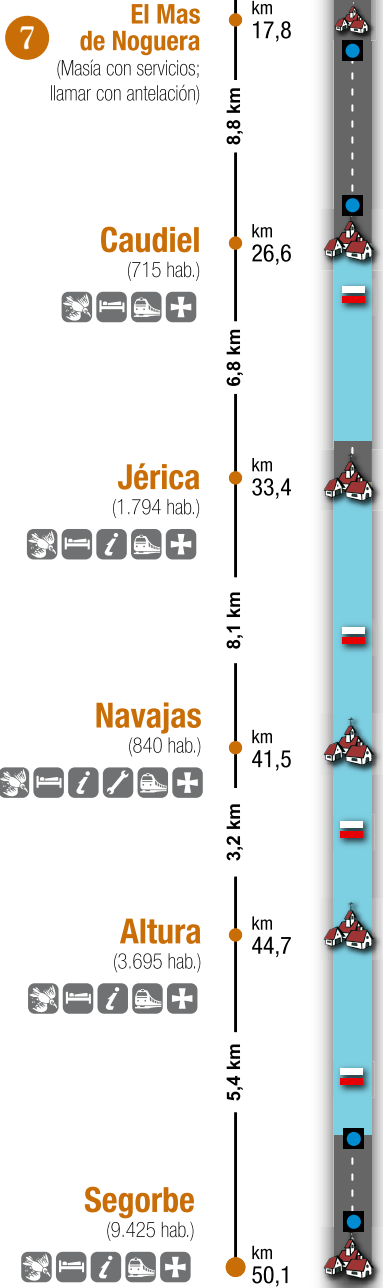 7
El Mas
de Noguera
(Masía con servicios;
llamar con antelación)
km
17,8
8,8 km
Caudiel
(715 hab.)
km
26,6
6,8 km
Jérica
(1.794 hab.)
km
33,4
i
8,1 km
Navajas
(840 hab.)
km
41,5
i
3,2 km
Altura
(3.695 hab.)
km
44,7
i
5,4 km
Segorbe
(9.425 hab.)
km
50,1
i